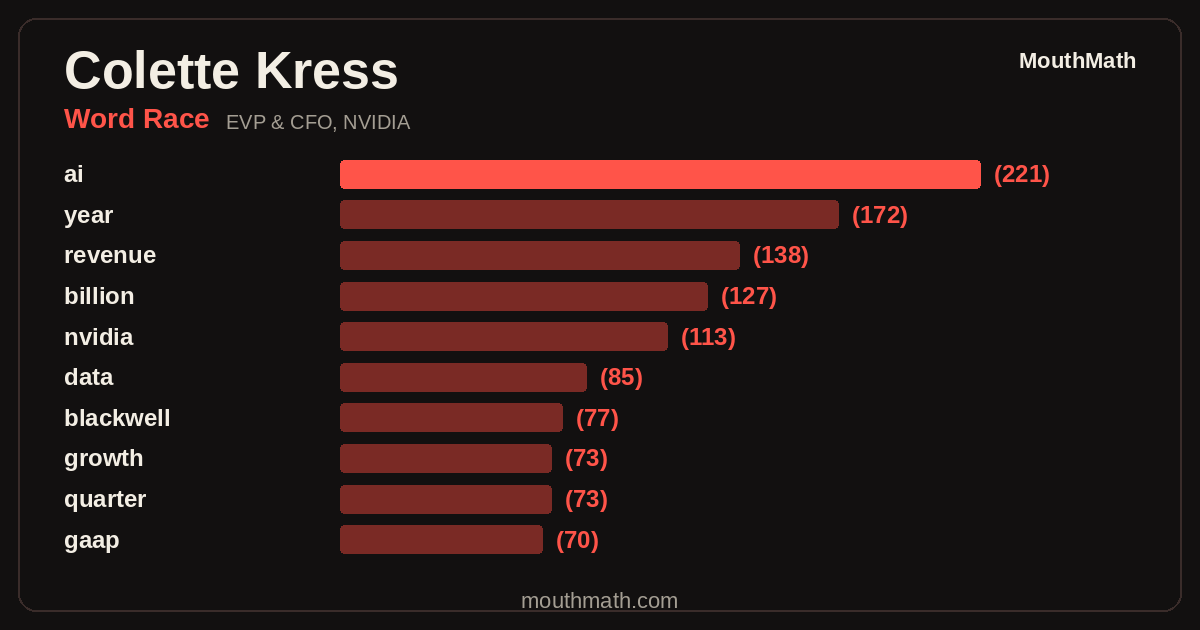 Colette Kress
MouthMath
Word Race EVP & CFO, NVIDIA
ai (221)
year (172)
revenue (138)
billion (127)
nvidia (113)
data (85)
blackwell (77)
growth (73)
quarter (73)
gaap (70)
mouthmath.com